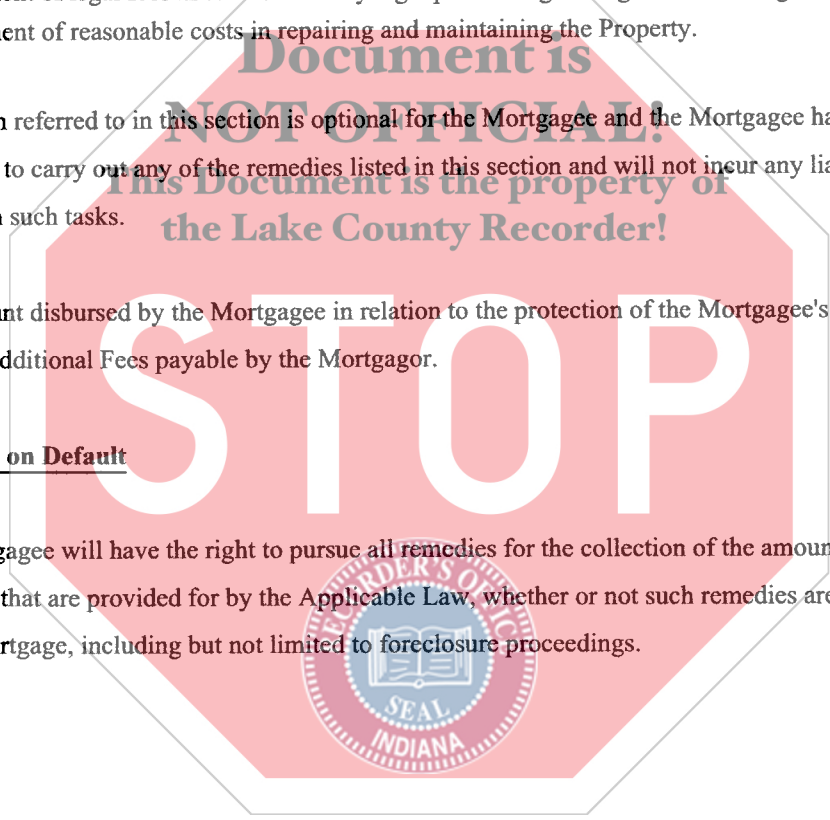 ent of reasonable costs in repairing and maintaining the Property.
Document is
NOT OFFICIAL!
n referred to in this section is optional for the Mortgagee and the Mortgagee ha
to carry out any of the remedies listed in this section and will not incur any lia
This Document is the property of
such tasks.
the Lake County Recorder!
nt disbursed by the Mortgagee in relation to the protection of the Mortgagee's
dditional Fees payable by the Mortgagor.
STOP
on Default
gagee will have the right to pursue all remedies for the collection of the amoun
that are provided for by the Applicable Law, whether or not such remedies are
rtgage, including but not limited to foreclosure proceedings.
RECORDER'S OFFICE
SEAL
INDIANA